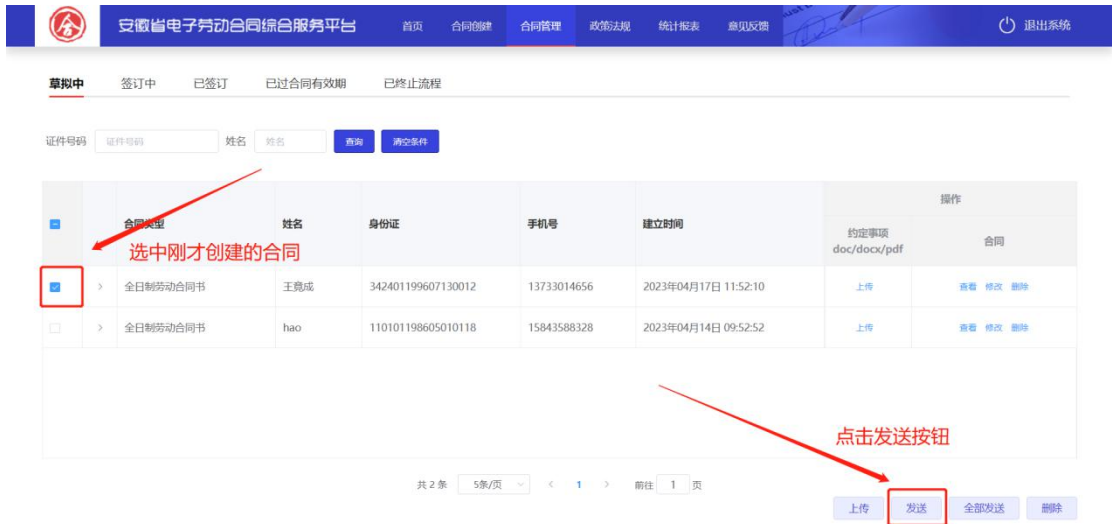 安徽省电子劳动合同综合服务平台 首页 合同创建 合同管理 政策法规 统计报表 意见反馈 退出系统
草拟中 签订中 已签订 已过合同有效期 已终止流程
证件号码 证件号码 姓名 姓名 查询 清空条件
操作
合同类型 姓名 身份证 手机号 建立时间 约定事项 合同
doc/docx/pdf
选中刚才创建的合同
> 全日制劳动合同书 王竟成 342401199607130012 13733014656 2023年04月17日 11:52:10 上传 查看 修改 删除
> 全日制劳动合同书 hao 110101198605010118 15843588328 2023年04月14日 09:52:52 上传 查看 修改 删除
点击发送按钮
共 2 条 5条/页 < 1 > 前往 1 页
上传 发送 全部发送 删除